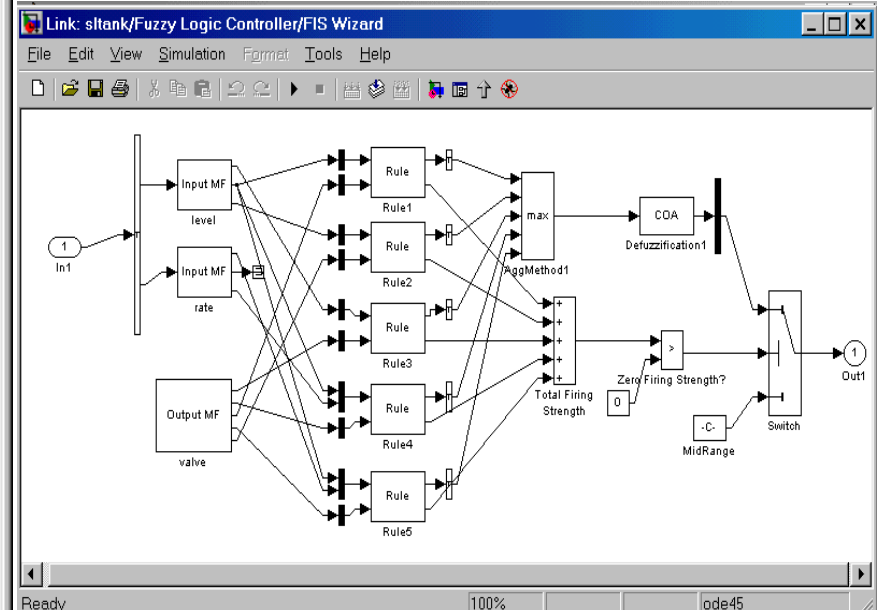 Link: sltank/Fuzzy Logic Controller/FIS Wizard
File Edit View Simulation Format Tools Help
Input MF
level
1
In1
Input MF
rate
Output MF
valve
Rule
Rule1
Rule
Rule2
Rule
Rule3
Rule
Rule4
Rule
Rule5
T
T
T
T
T
T
max
AggMethod1
COA
Defuzzification1
+
+
+
+
+
Total Firing
Strength
>
Zero Firing Strength?
0
-C-
MidRange
Switch
1
Out1
Ready 100% ode45